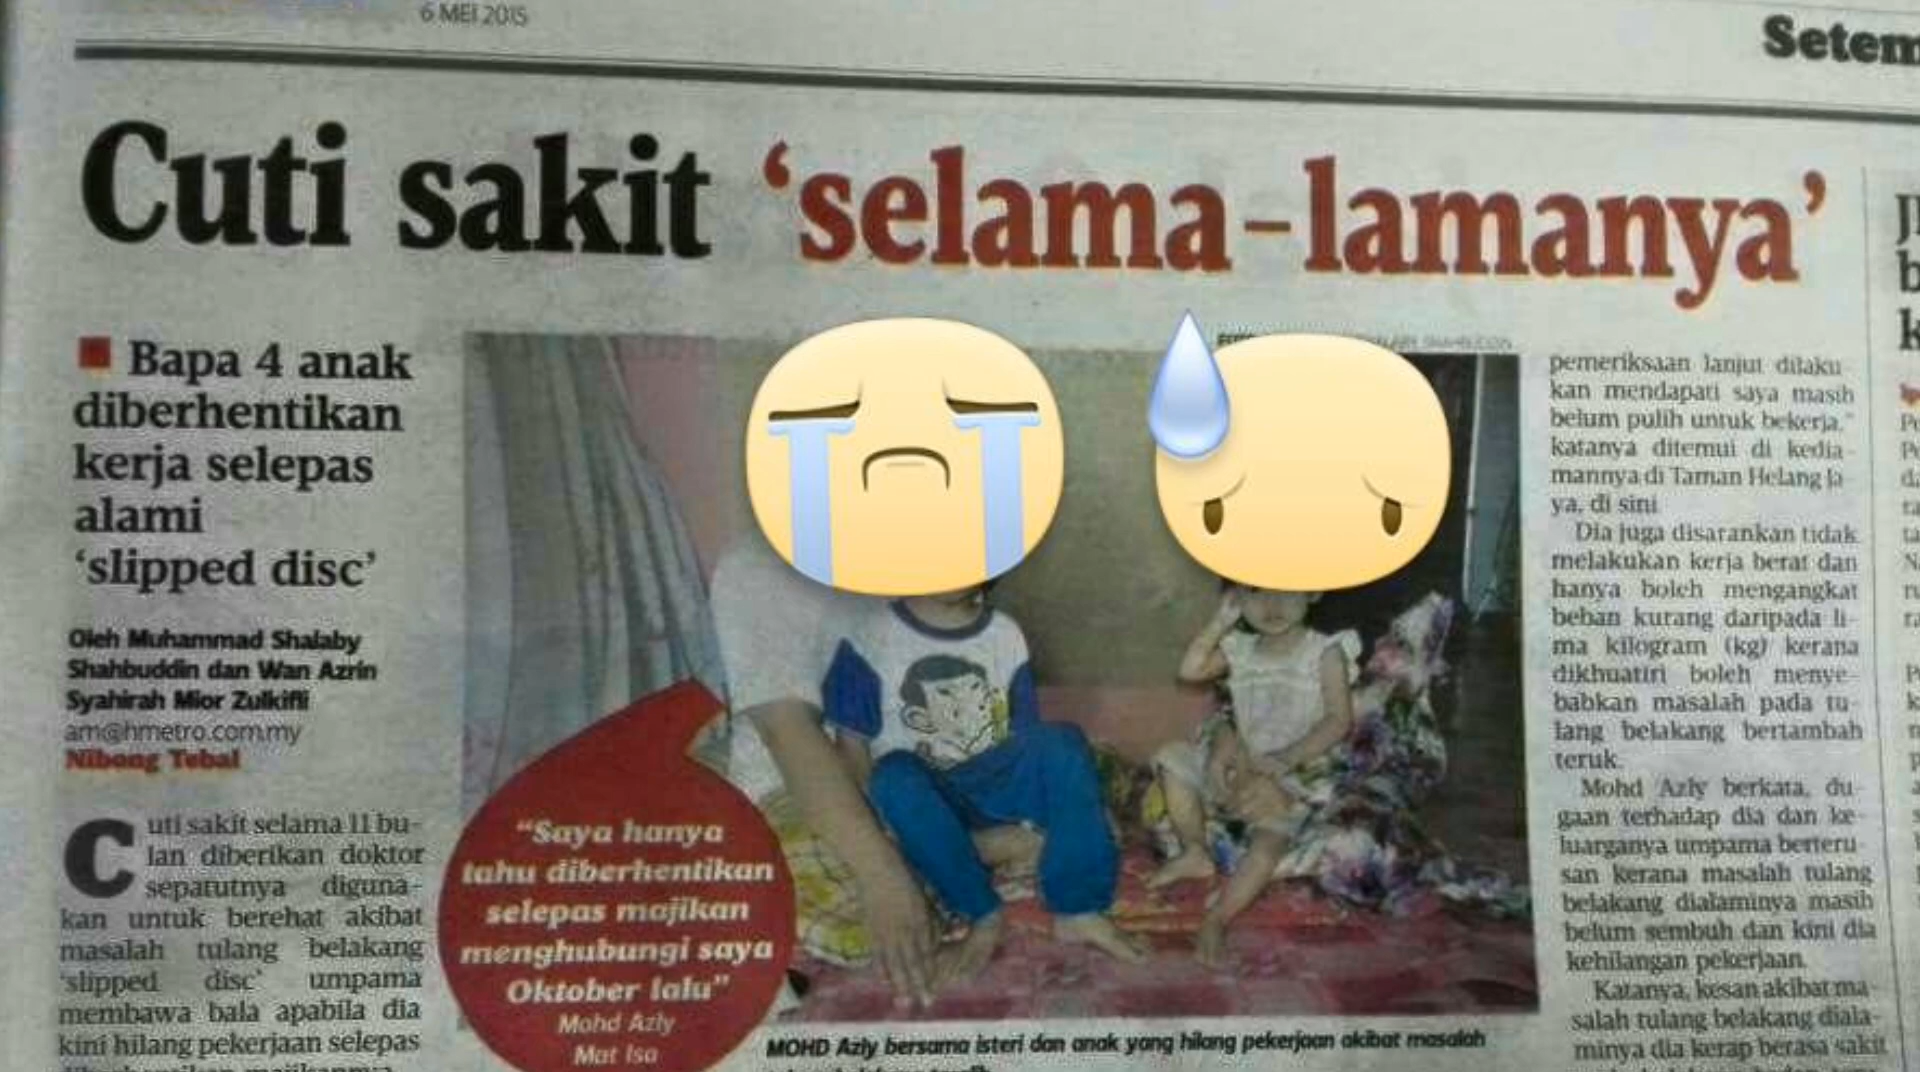 6 MEI 2015
Setem
Cuti sakit ‘selama-lamanya’
Bapa 4 anak
diberhentikan
kerja selepas
alami
‘slipped disc’
Oleh Muhammad Shalaby
Shahbuddin dan Wan Azrin
Syahirah Mior Zulkifli
am@hmetro.com.my
Nibong Tebal
Cuti sakit selama 11 bu-
lan diberikan doktor
sepatutnya diguna-
kan untuk berehat akibat
masalah tulang belakang
‘slipped disc’ umpama
membawa bala apabila dia
kini hilang pekerjaan selepas
“Saya hanya
tahu diberhentikan
selepas majikan
menghubungi saya
Oktober lalu”
Mohd Azly
Mat Isa
MOHD Azly bersama isteri dan anak yang hilang pekerjaan akibat masalah
pemeriksaan lanjut dilaku
kan mendapati saya masih
belum pulih untuk bekerja,”
katanya ditemui di kedia-
mannya di Taman Helang Ja
ya, di sini.
Dia juga disarankan tidak
melakukan kerja berat dan
hanya boleh mengangkat
beban kurang daripada li-
ma kilogram (kg) kerana
dikhuatiri boleh menye-
babkan masalah pada tu-
lang belakang bertambah
teruk.
Mohd Azly berkata, du-
gaan terhadap dia dan ke-
luarganya umpama berteru-
san kerana masalah tulang
belakang dialaminya masih
belum sembuh dan kini dia
kehilangan pekerjaan.
Katanya, kesan akibat ma-
salah tulang belakang diala-
minya dia kerap berasa sakit